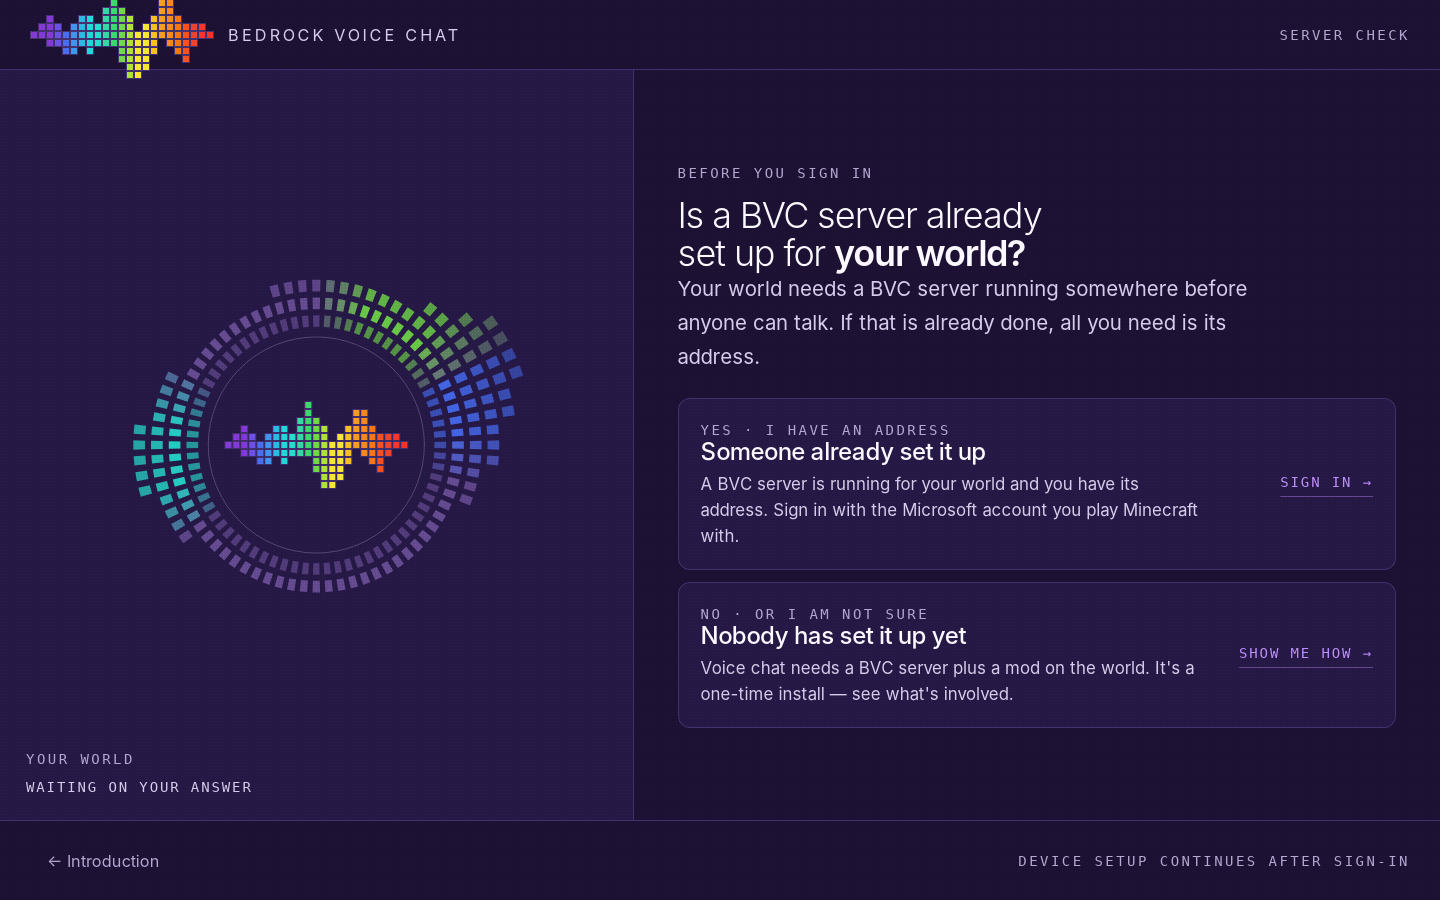 BEDROCK VOICE CHAT
SERVER CHECK
BEFORE YOU SIGN IN
Is a BVC server already
set up for your world?
Your world needs a BVC server running somewhere before
anyone can talk. If that is already done, all you need is its
address.
YES · I HAVE AN ADDRESS
Someone already set it up
A BVC server is running for your world and you have its
address. Sign in with the Microsoft account you play Minecraft
with.
SIGN IN →
NO · OR I AM NOT SURE
Nobody has set it up yet
Voice chat needs a BVC server plus a mod on the world. It's a
one-time install — see what's involved.
SHOW ME HOW →
YOUR WORLD
WAITING ON YOUR ANSWER
← Introduction
DEVICE SETUP CONTINUES AFTER SIGN-IN